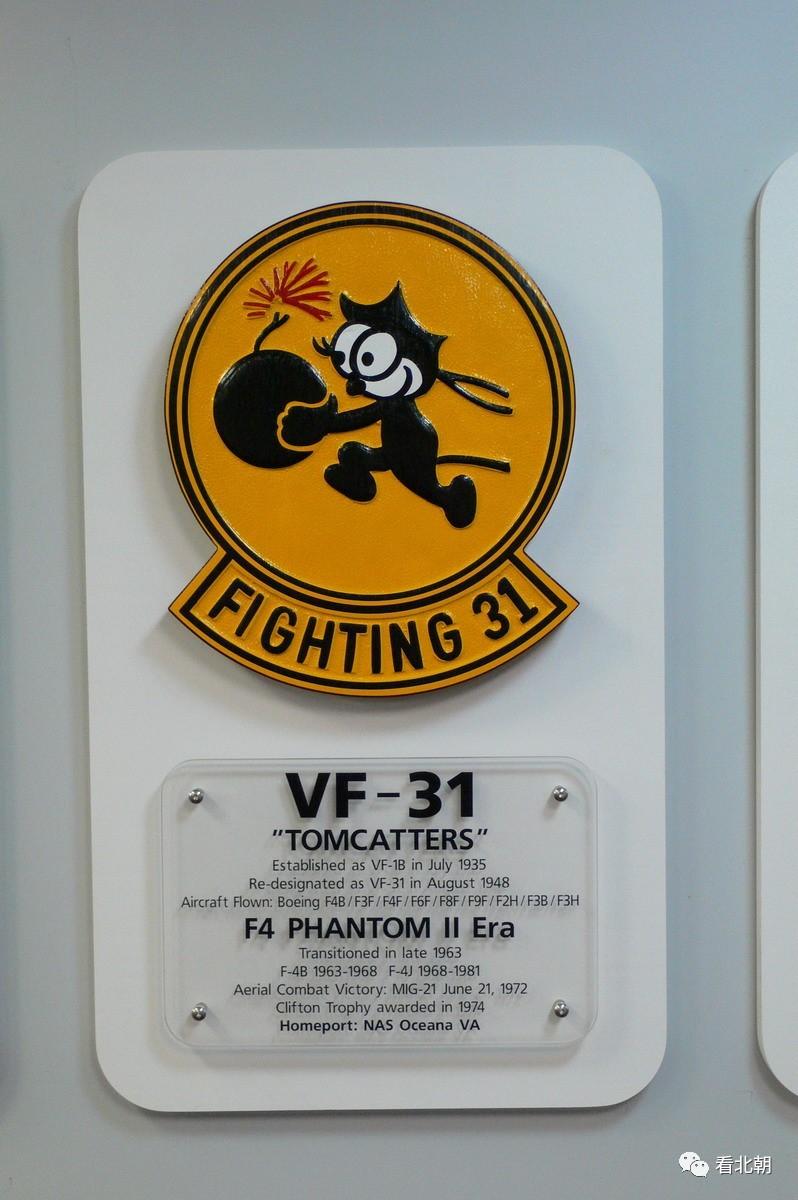 FIGHTING 31
VF-31
"TOMCATTERS"
Established as VF-1B in July 1935
Re-designated as VF-31 in August 1948
Aircraft Flown: Boeing F4B / F3F / F4F / F6F / F8F / F9F / F2H / F3B / F3H
F4 PHANTOM II Era
Transitioned in late 1963
F-4B 1963-1968 F-4J 1968-1981
Aerial Combat Victory: MIG-21 June 21, 1972
Clifton Trophy awarded in 1974
Homeport: NAS Oceana VA
看北朝